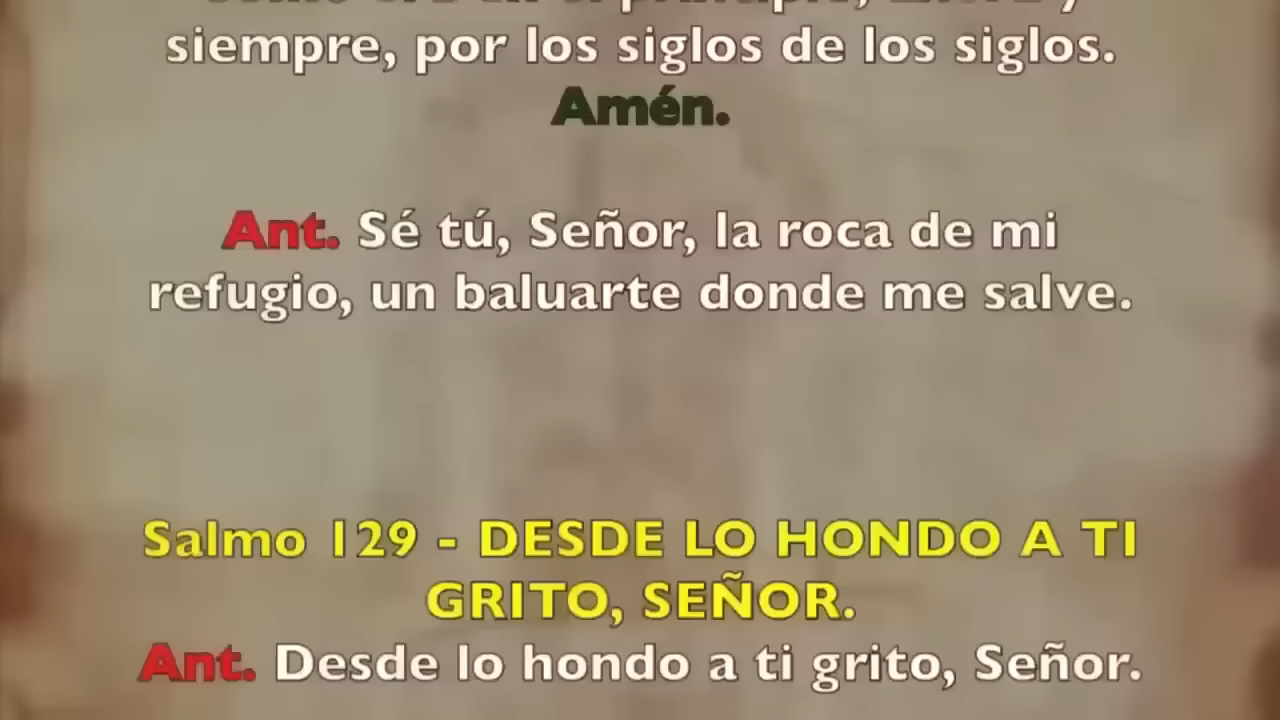 siempre, por los siglos de los siglos.
Amén.
Ant. Sé tú, Señor, la roca de mi
refugio, un baluarte donde me salve.
Salmo 129 - DESDE LO HONDO A TI
GRITO, SEÑOR.
Ant. Desde lo hondo a ti grito, Señor.